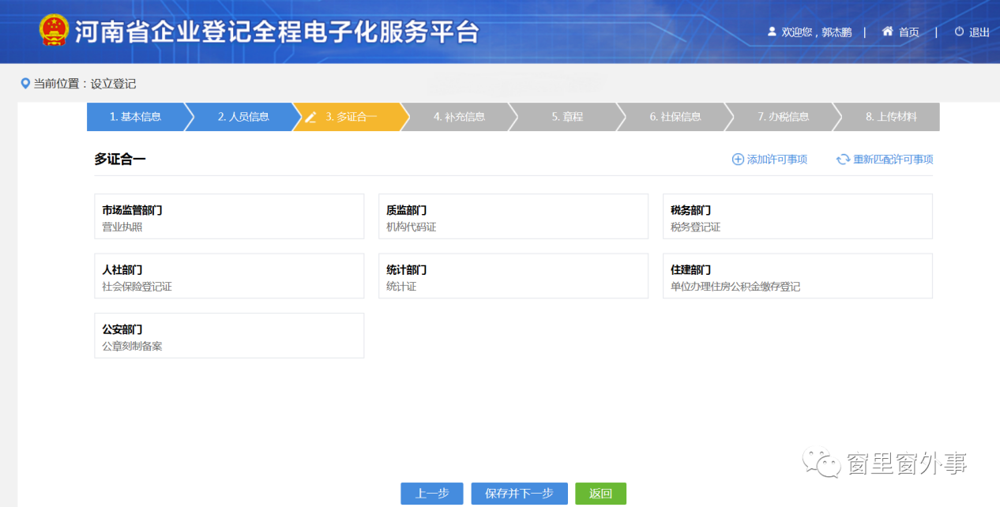 河南省企业登记全程电子化服务平台
欢迎您，郭杰鹏 | 首页 | 退出
当前位置：设立登记
1. 基本信息 2. 人员信息 3. 多证合一 4. 补充信息 5. 章程 6. 社保信息 7. 办税信息 8. 上传材料
多证合一 添加许可事项 重新匹配许可事项
市场监管部门 质监部门 税务部门
营业执照 机构代码证 税务登记证
人社部门 统计部门 住建部门
社会保险登记证 统计证 单位办理住房公积金缴存登记
公安部门
公章刻制备案
窗里窗外事
上一步 保存并下一步 返回